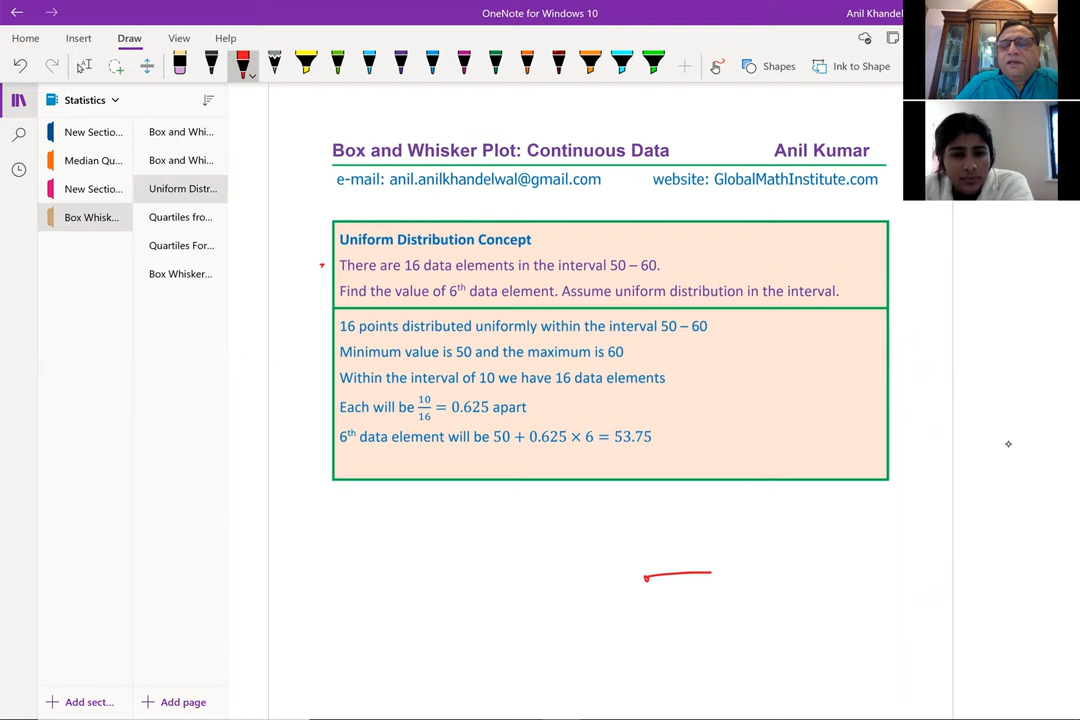 OneNote for Windows 10
Anil Khandel
Home Insert Draw View Help
Shapes
Ink to Shape
Statistics
New Sectio...
Median Qu...
New Sectio...
Box Whisk...
Box and Whi...
Box and Whi...
Uniform Distr...
Quartiles fro...
Quartiles For...
Box Whisker...
Box and Whisker Plot: Continuous Data Anil Kumar
e-mail: anil.anilkhandelwal@gmail.com website: GlobalMathInstitute.com
Uniform Distribution Concept
There are 16 data elements in the interval 50 – 60.
Find the value of 6th data element. Assume uniform distribution in the interval.
16 points distributed uniformly within the interval 50 – 60
Minimum value is 50 and the maximum is 60
Within the interval of 10 we have 16 data elements
Each will be 10/16 = 0.625 apart
6th data element will be 50 + 0.625 × 6 = 53.75
Add sect...
Add page